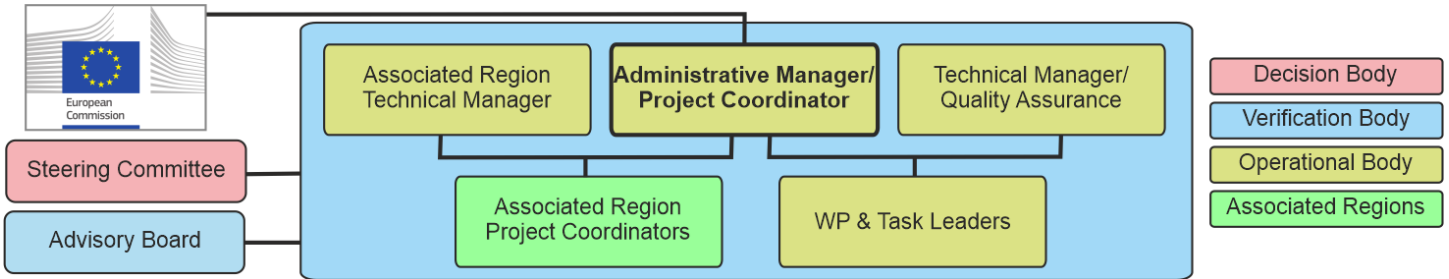 European
Commission
Steering Committee
Advisory Board
Associated Region
Technical Manager
Administrative Manager/
Project Coordinator
Technical Manager/
Quality Assurance
Associated Region
Project Coordinators
WP & Task Leaders
Decision Body
Verification Body
Operational Body
Associated Regions